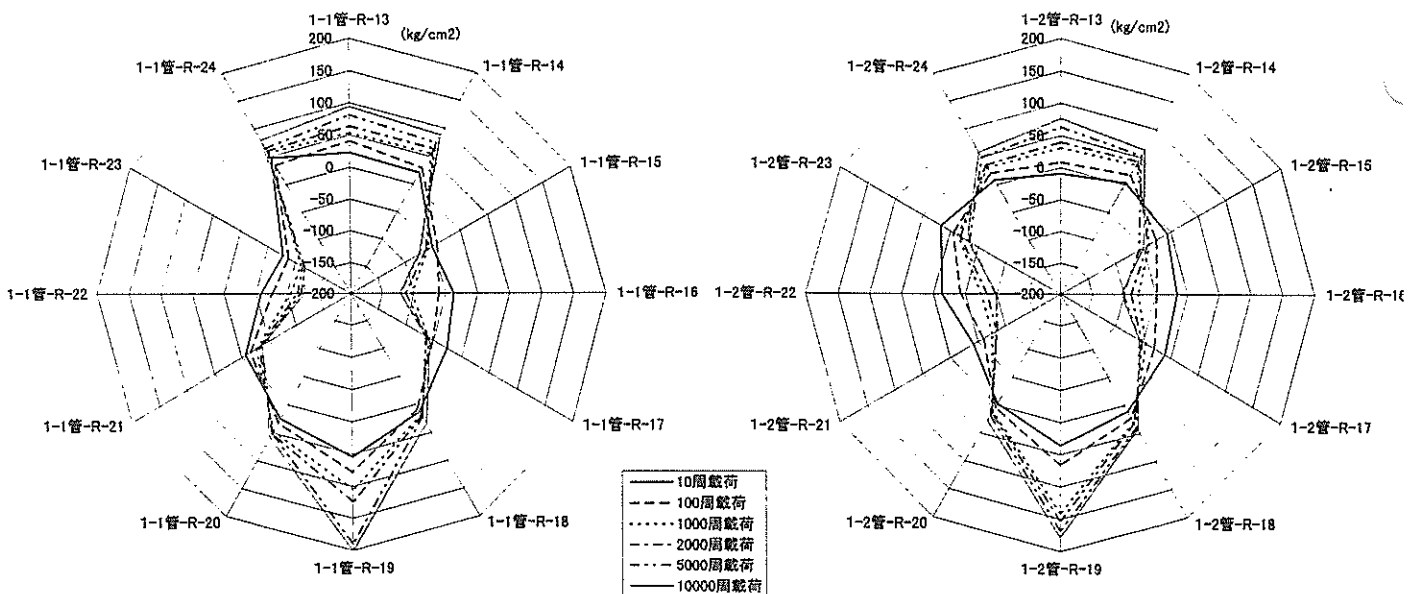 1-1管-R-13
(kg/cm2)
200
150
100
50
0
-50
-100
-150
200
1-1管-R-14
1-1管-R-15
1-1管-R-16
1-1管-R-17
1-1管-R-18
1-1管-R-19
1-1管-R-20
1-1管-R-21
1-1管-R-22
1-1管-R-23
1-1管-R-24
1-2管-R-13
(kg/cm2)
200
150
100
50
0
-50
-100
-150
200
1-2管-R-14
1-2管-R-15
1-2管-R-16
1-2管-R-17
1-2管-R-18
1-2管-R-19
1-2管-R-20
1-2管-R-21
1-2管-R-22
1-2管-R-23
1-2管-R-24
10周載荷
100周載荷
1000周載荷
2000周載荷
5000周載荷
10000周載荷